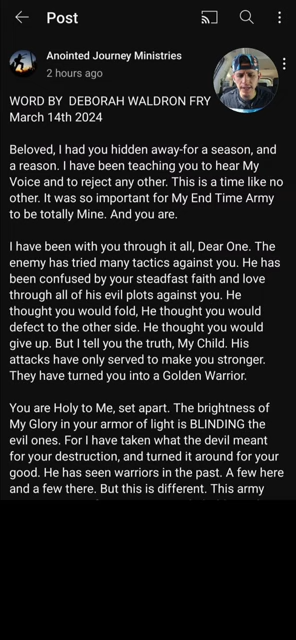 Post
Anointed Journey Ministries
2 hours ago
WORD BY DEBORAH WALDRON FRY
March 14th 2024
Beloved, I had you hidden away-for a season, and
a reason. I have been teaching you to hear My
Voice and to reject any other. This is a time like no
other. It was so important for My End Time Army
to be totally Mine. And you are.
I have been with you through it all, Dear One. The
enemy has tried many tactics against you. He has
been confused by your steadfast faith and love
through all of his evil plots against you. He
thought you would fold, He thought you would
defect to the other side. He thought you would
give up. But I tell you the truth, My Child. His
attacks have only served to make you stronger.
They have turned you into a Golden Warrior.
You are Holy to Me, set apart. The brightness of
My Glory in your armor of light is BLINDING the
evil ones. For I have taken what the devil meant
for your destruction, and turned it around for your
good. He has seen warriors in the past. A few here
and a few there. But this is different. This army